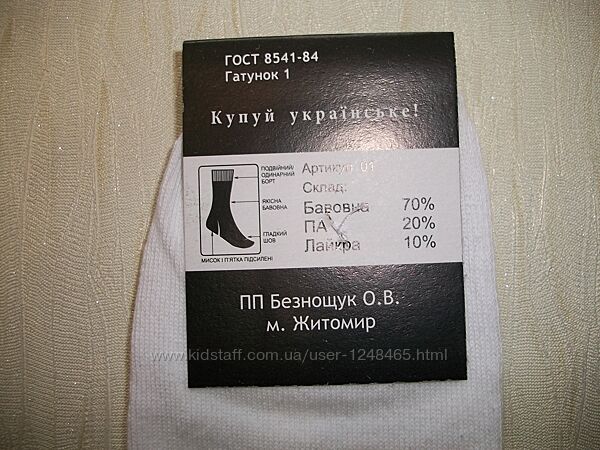 ГОСТ 8541-84
Гатунок 1
Купуй українське!
ПОДВІЙНИЙ/
ОДИНАРНИЙ
БОРТ
ЯКІСНА
БАВОВНА
ГЛАДКИЙ
ШОВ
МИСОК І П'ЯТКА ПІДСИЛЕНІ
Артикул 01
Склад:
Бавовна 70%
ПА 20%
Лайкра 10%
ПП Безнощук О.В.
м. Житомир
www.kidstaff.com.ua/user-1248465.html